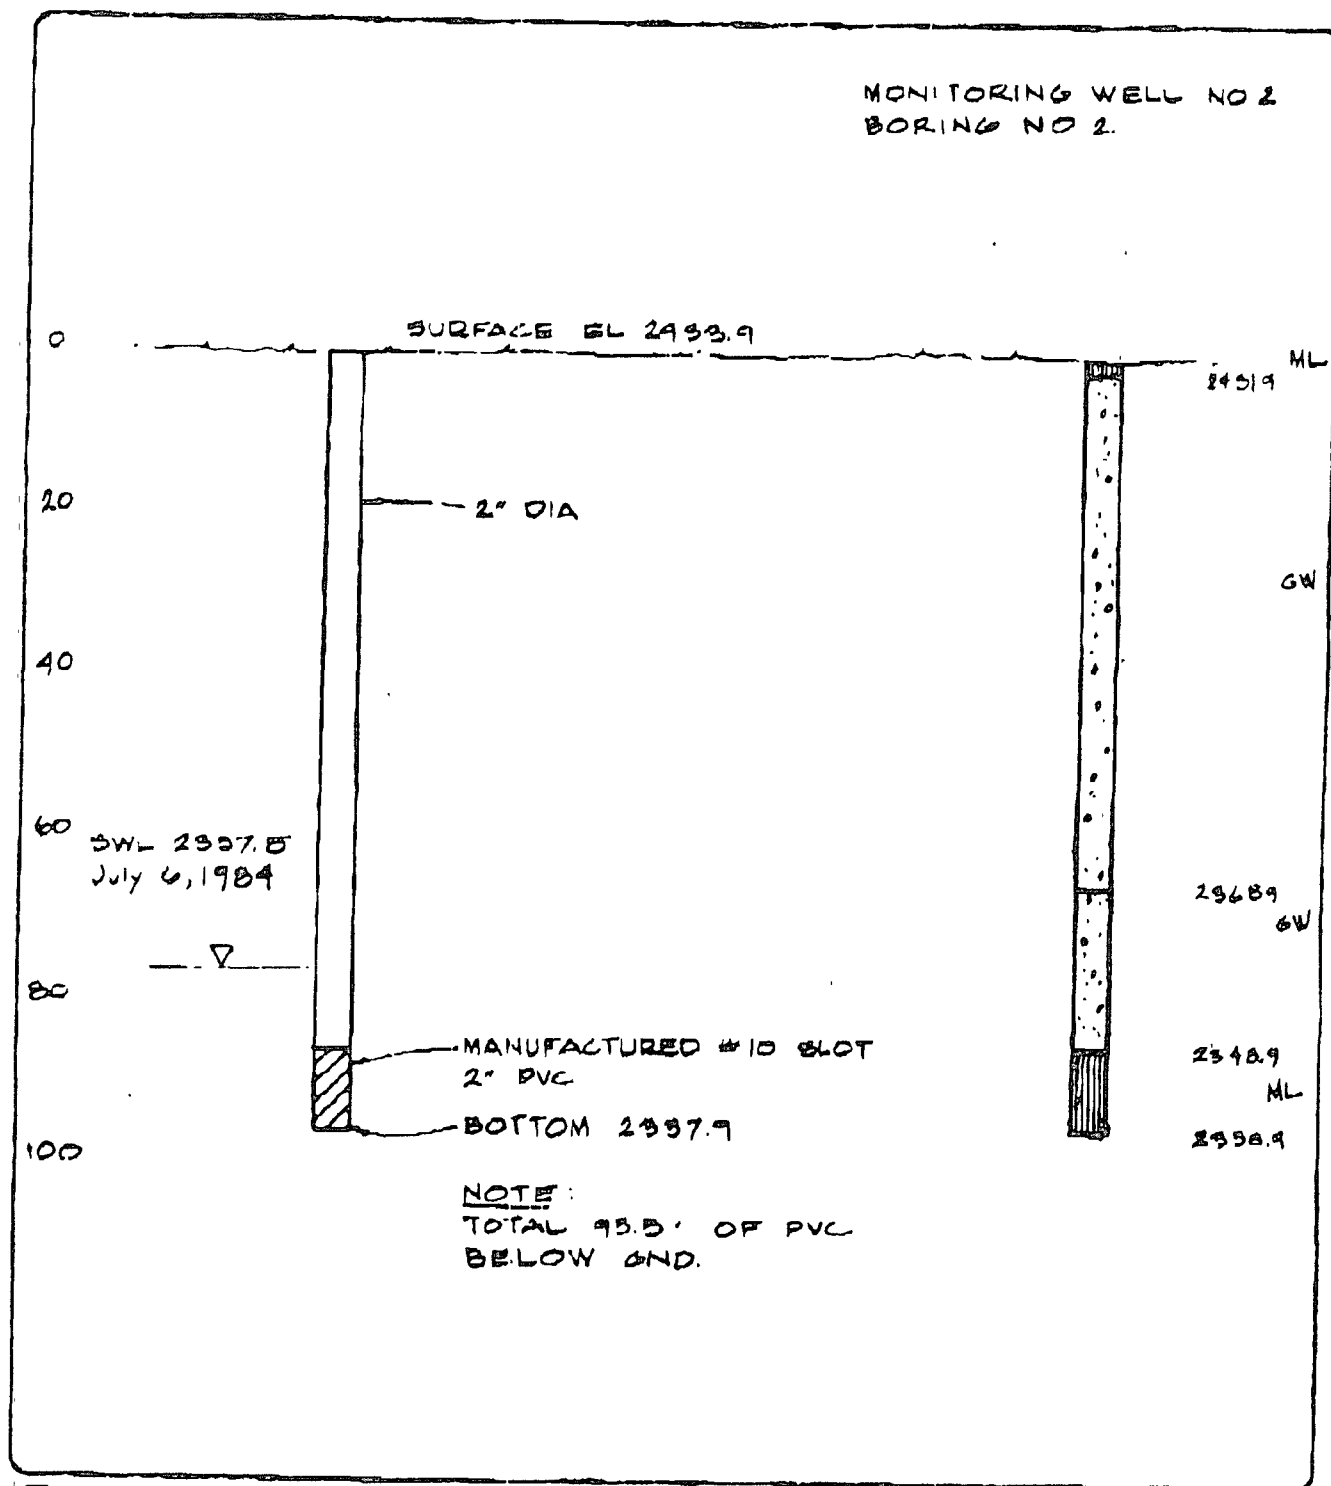 MONITORING WELL NO 2
BORING NO 2.
0
SURFACE EL 2433.9
ML
2431 9
20
2" DIA
GW
40
60
SWL 2357.5
July 6, 1984
2368 9
GW
80
MANUFACTURED #10 SLOT
2" PVC
2348.9
ML
BOTTOM 2337.9
2338.9
100
NOTE:
TOTAL 95.5' OF PVC
BELOW GND.